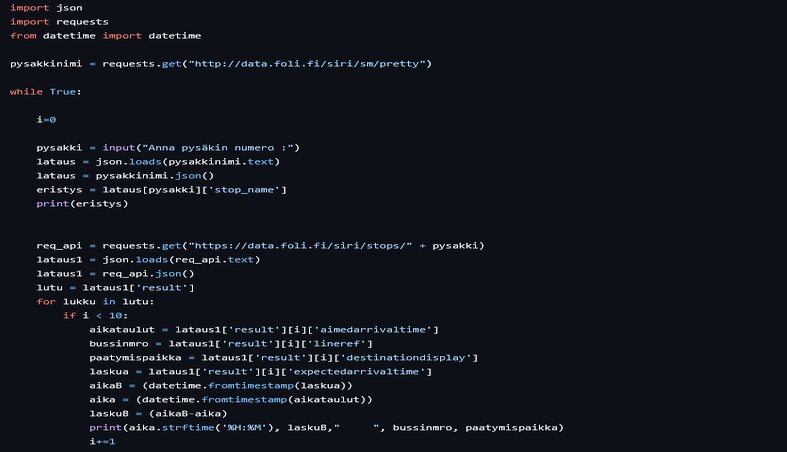 import json
import requests
from datetime import datetime
pysakkinimi = requests.get("http://data.foli.fi/siri/sm/pretty")
while True:
i=0
pysakki = input("Anna pysäkin numero :")
lataus = json.loads(pysakkinimi.text)
lataus = pysakkinimi.json()
eristys = lataus[pysakki]['stop_name']
print(eristys)
req_api = requests.get("https://data.foli.fi/siri/stops/" + pysakki)
lataus1 = json.loads(req_api.text)
lataus1 = req_api.json()
lutu = lataus1['result']
for lukku in lutu:
if i < 10:
aikataulut = lataus1['result'][i]['aimedarrivaltime']
bussinmro = lataus1['result'][i]['lineref']
paatymispaikka = lataus1['result'][i]['destinationdisplay']
laskua = lataus1['result'][i]['expectedarrivaltime']
aikaB = (datetime.fromtimestamp(laskua))
aika = (datetime.fromtimestamp(aikataulut))
laskuB = (aikaB-aika)
print(aika.strftime('%H:%M'), laskuB,"     ", bussinmro, paatymispaikka)
i+=1